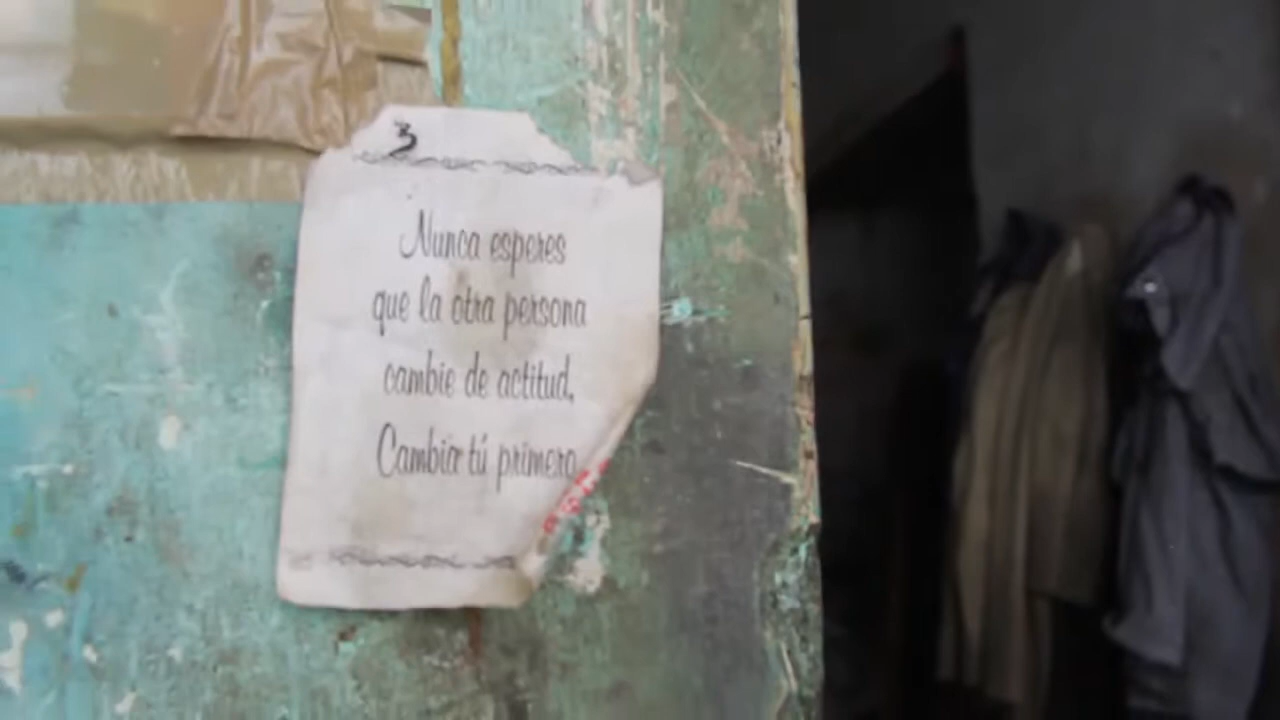 3
Nunca esperes
que la otra persona
cambie de actitud,
Cambia tú primero